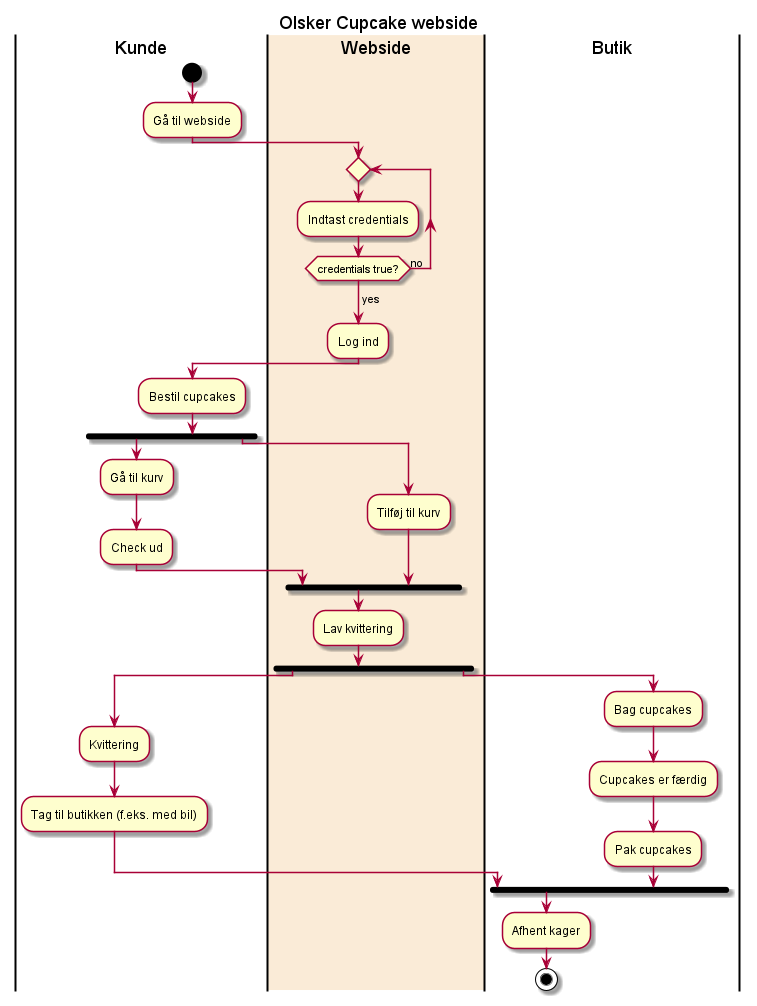 Olsker Cupcake webside
Kunde
Webside
Butik
Gå til webside
Indtast credentials
credentials true?
no
yes
Log ind
Bestil cupcakes
Gå til kurv
Tilføj til kurv
Check ud
Lav kvittering
Bag cupcakes
Kvittering
Cupcakes er færdig
Tag til butikken (f.eks. med bil)
Pak cupcakes
Afhent kager